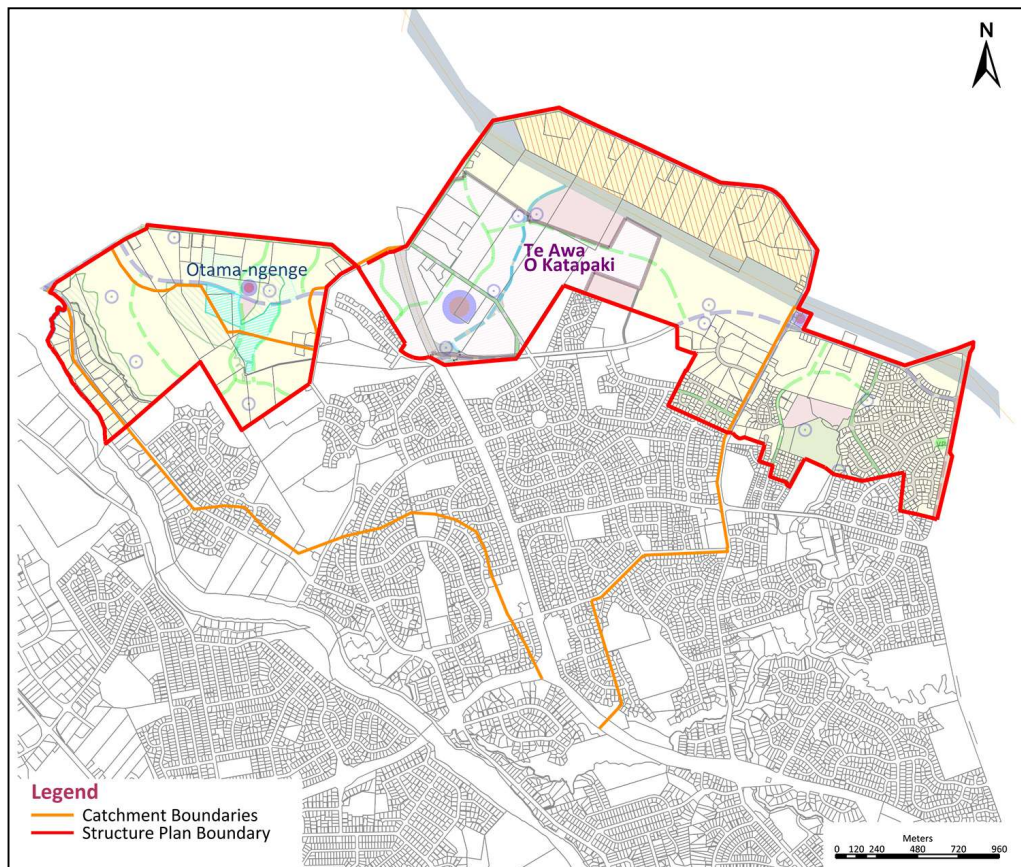 N
Otama-ngenge
Te Awa
O Katapaki
Legend
Catchment Boundaries
Structure Plan Boundary
Meters
0 120 240 480 720 960